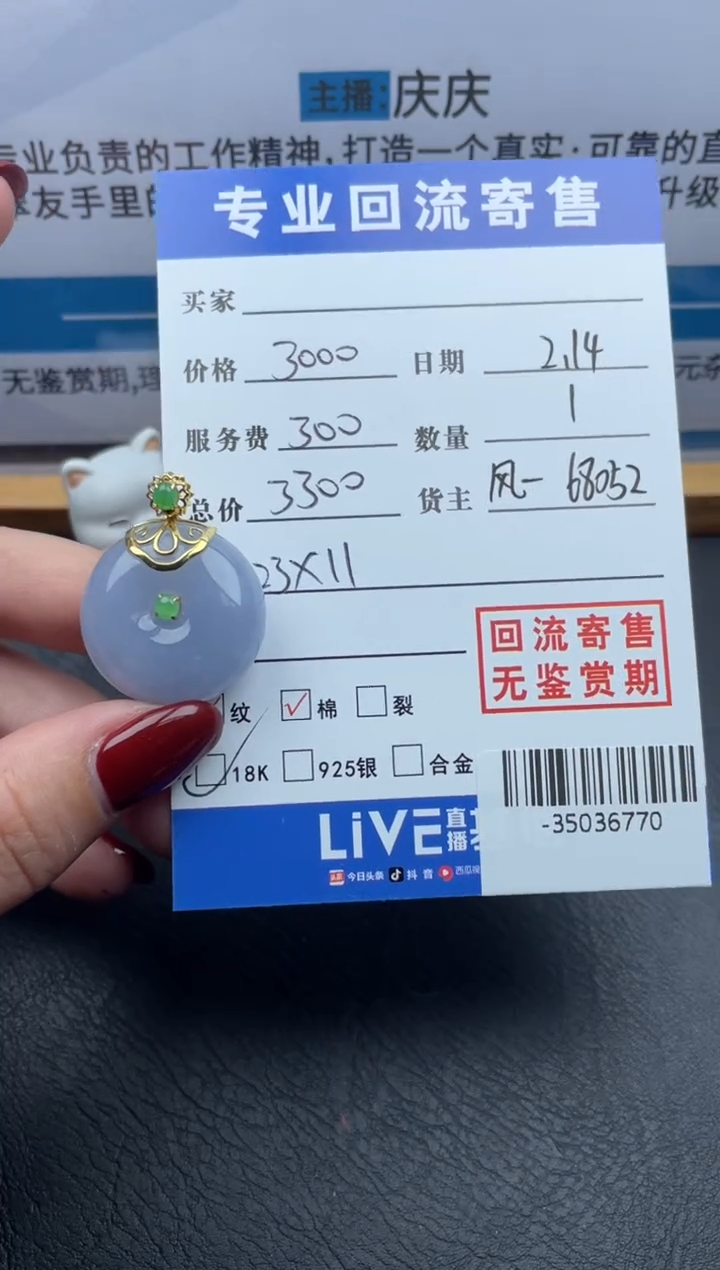 主播:庆庆
专业负责的工作精神,打造一个真实·可靠的直
友手里的
升级
无鉴赏期,理
元杂
专业回流寄售
买家
价格 3000 日期 2.14
服务费 300 数量 1
总价 3300 货主 风一 68052
23×11
回流寄售
无鉴赏期
纹 ✓棉 裂
✓18K 925银 合金
-35036770
LiVE直播
今日头条 抖音 西瓜视